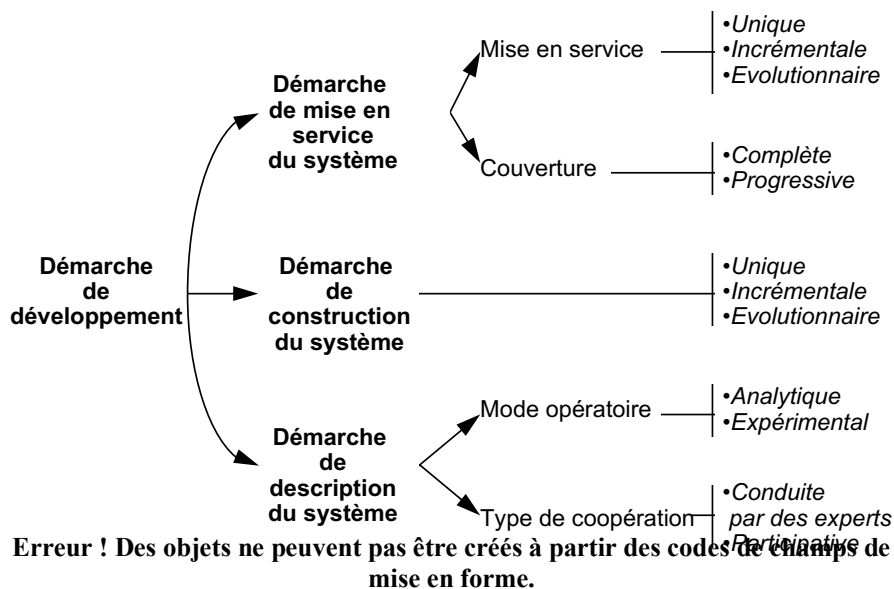 Démarche
de
développement
Démarche
de mise en
service
du système
Mise en service
•Unique
•Incrémentale
•Evolutionnaire
Couverture
•Complète
•Progressive
Démarche
de
construction
du système
•Unique
•Incrémentale
•Evolutionnaire
Démarche
de
description
du système
Mode opératoire
•Analytique
•Expérimental
Type de coopération
•Conduite
par des experts
•Participative
Erreur ! Des objets ne peuvent pas être créés à partir des codes de champs de
mise en forme.